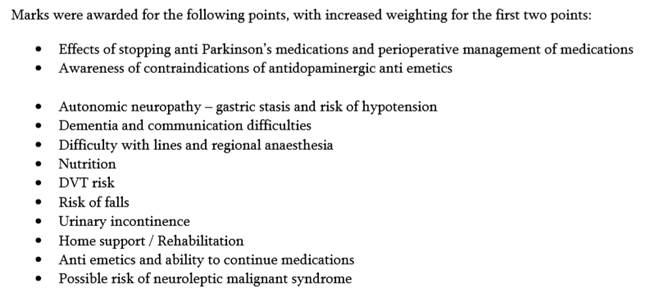 Marks were awarded for the following points, with increased weighting for the first two points:
• Effects of stopping anti Parkinson's medications and perioperative management of medications
• Awareness of contraindications of antidopaminergic anti emetics
• Autonomic neuropathy – gastric stasis and risk of hypotension
• Dementia and communication difficulties
• Difficulty with lines and regional anaesthesia
• Nutrition
• DVT risk
• Risk of falls
• Urinary incontinence
• Home support / Rehabilitation
• Anti emetics and ability to continue medications
• Possible risk of neuroleptic malignant syndrome